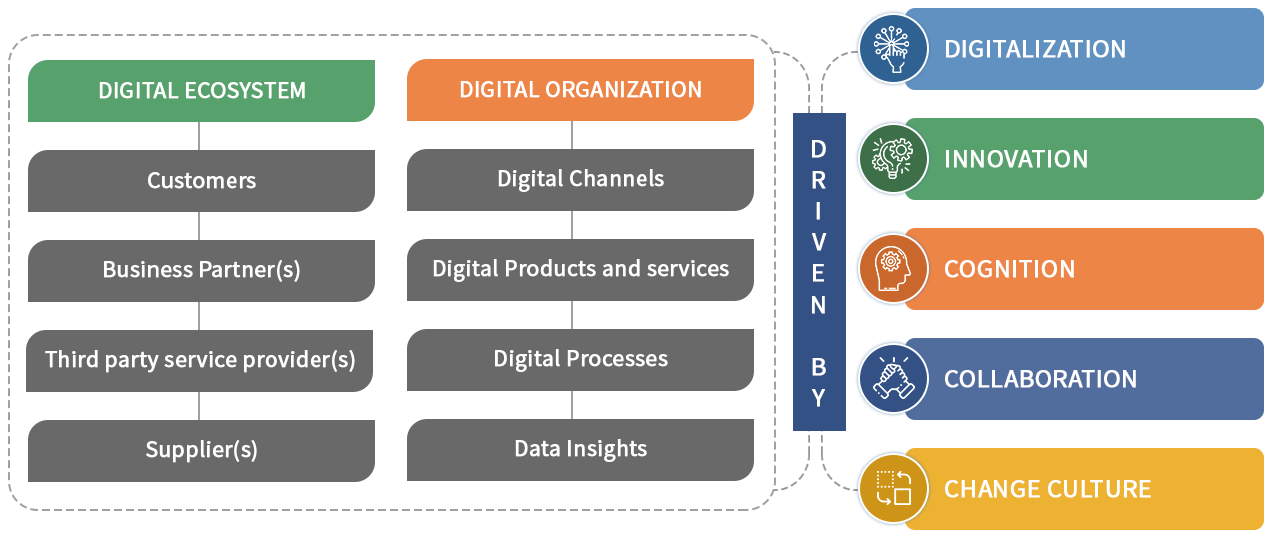 DIGITAL ECOSYSTEM
Customers
Business Partner(s)
Third party service provider(s)
Supplier(s)
DIGITAL ORGANIZATION
Digital Channels
Digital Products and services
Digital Processes
Data Insights
DRIVEN BY
DIGITALIZATION
INNOVATION
COGNITION
COLLABORATION
CHANGE CULTURE